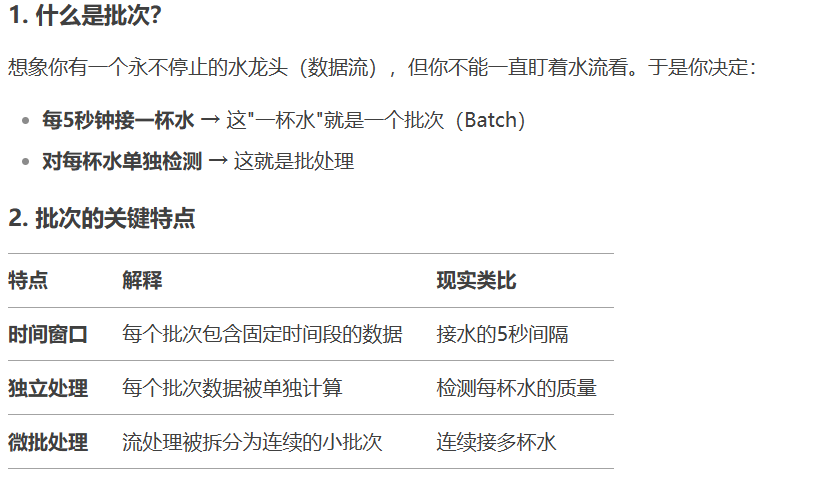 1. 什么是批次？
想象你有一个永不停止的水龙头（数据流），但你不能一直盯着水流看。于是你决定：
每5秒钟接一杯水 → 这"一杯水"就是一个批次（Batch）
对每杯水单独检测 → 这就是批处理
2. 批次的关键特点
特点 解释 现实类比
时间窗口 每个批次包含固定时间段的数据 接水的5秒间隔
独立处理 每个批次数据被单独计算 检测每杯水的质量
微批处理 流处理被拆分为连续的小批次 连续接多杯水